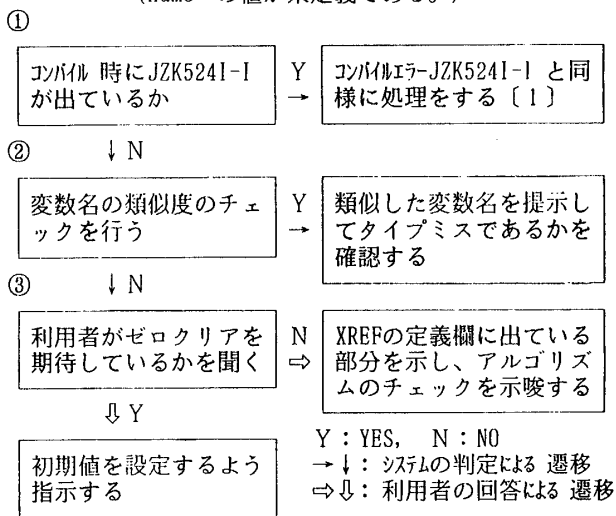 (name の値が未定義である。)
①
コンパイル 時にJZK524I-I
が出ているか
Y
→
コンパイルエラーJZK524I-I と同
様に処理をする〔1〕
② ↓ N
変数名の類似度のチェ
ックを行う
Y
→
類似した変数名を提示し
てタイプミスであるかを
確認する
③ ↓ N
利用者がゼロクリアを
期待しているかを聞く
N
⇨
XREFの定義欄に出ている
部分を示し、アルゴリズ
ムのチェックを示唆する
⇩ Y
初期値を設定するよう
指示する
Y：YES, N：NO
→↓：システムの判定による 遷移
⇨⇩：利用者の回答による 遷移